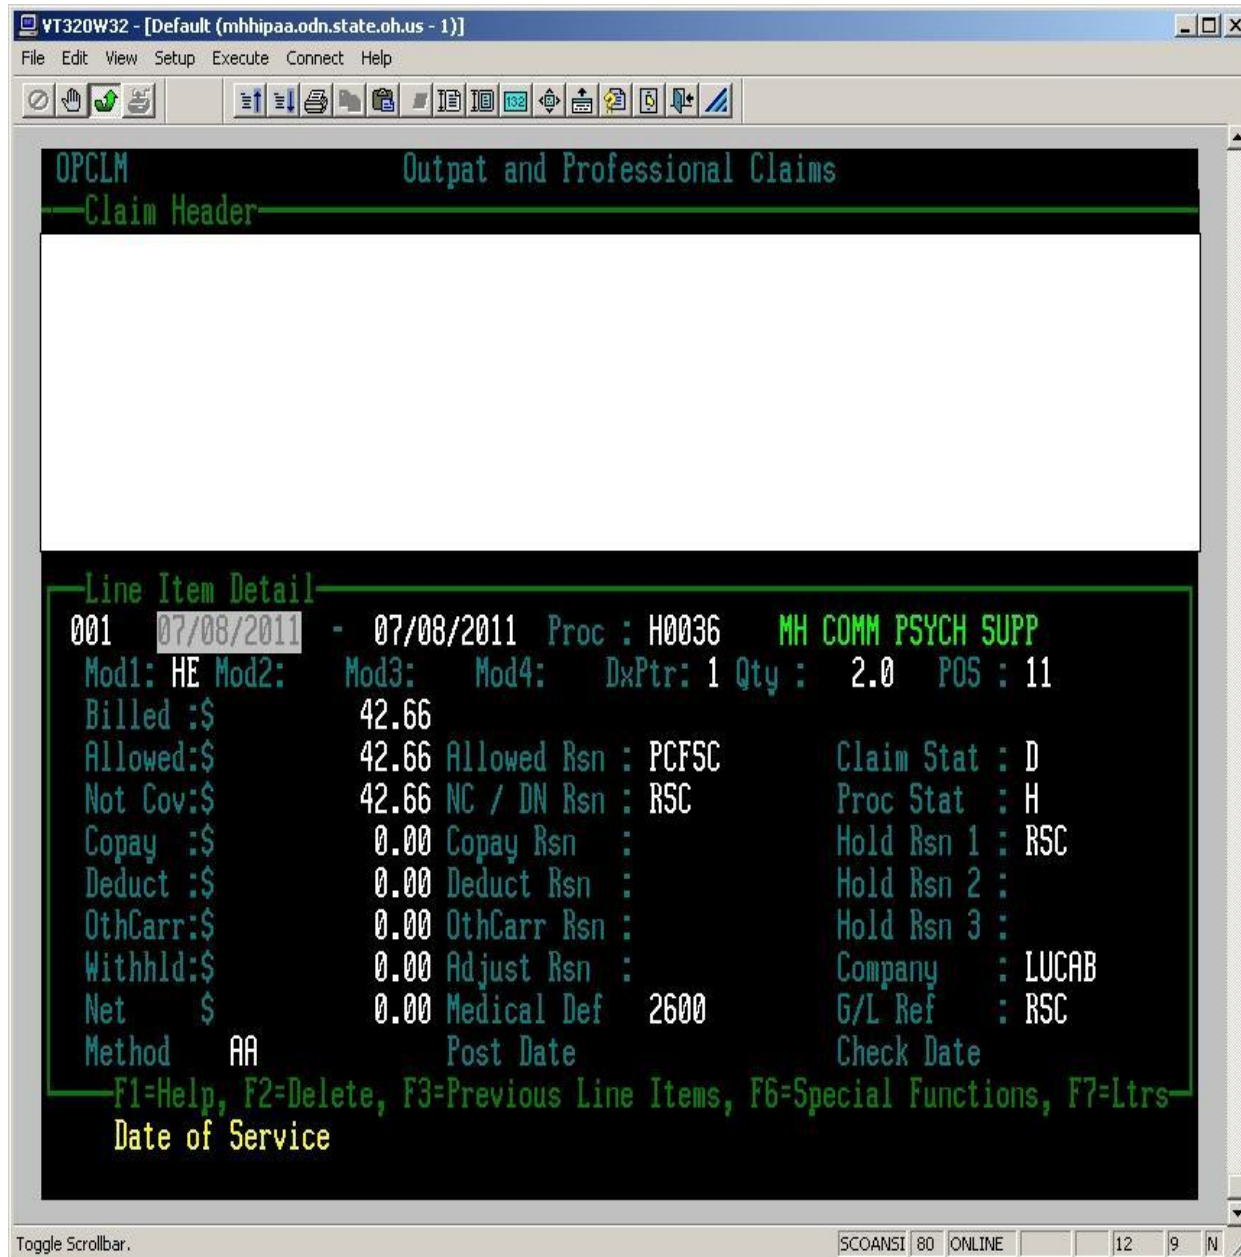 VT320W32 - [Default (mhhipaa.odn.state.oh.us - 1)]
File Edit View Setup Execute Connect Help
132
OPCLM Outpat and Professional Claims
Claim Header
Line Item Detail
001 07/08/2011 - 07/08/2011 Proc : H0036 MH COMM PSYCH SUPP
Mod1: HE Mod2: Mod3: Mod4: DxPtr: 1 Qty : 2.0 POS : 11
Billed :$ 42.66
Allowed:$ 42.66 Allowed Rsn : PCFSC Claim Stat : D
Not Cov:$ 42.66 NC / DN Rsn : RSC Proc Stat : H
Copay :$ 0.00 Copay Rsn : Hold Rsn 1 : RSC
Deduct :$ 0.00 Deduct Rsn : Hold Rsn 2 :
OthCarr:$ 0.00 OthCarr Rsn : Hold Rsn 3 :
Withhld:$ 0.00 Adjust Rsn : Company : LUCAB
Net $ 0.00 Medical Def 2600 G/L Ref : RSC
Method AA Post Date Check Date
F1=Help, F2=Delete, F3=Previous Line Items, F6=Special Functions, F7=Ltrs
Date of Service
Toggle Scrollbar. SCOANSI 80 ONLINE 12 9 N